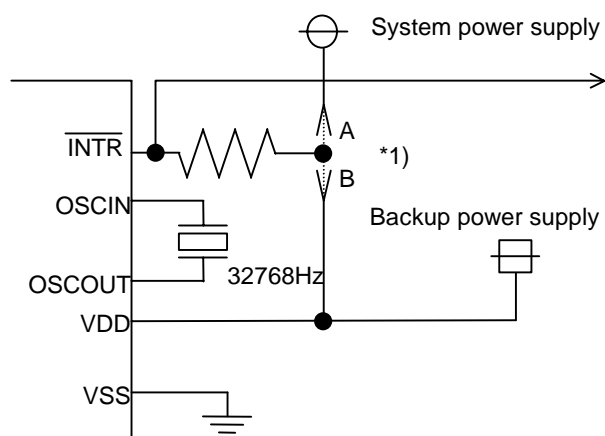 System power supply
A
INTR
*1)
B
OSCIN
Backup power supply
OSCOUT
32768Hz
VDD
VSS